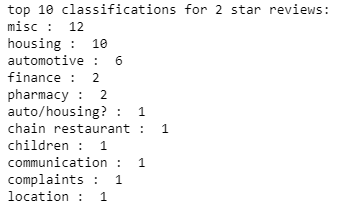 top 10 classifications for 2 star reviews:
misc :  12
housing :  10
automotive :  6
finance :  2
pharmacy :  2
auto/housing? :  1
chain restaurant :  1
children :  1
communication :  1
complaints :  1
location :  1